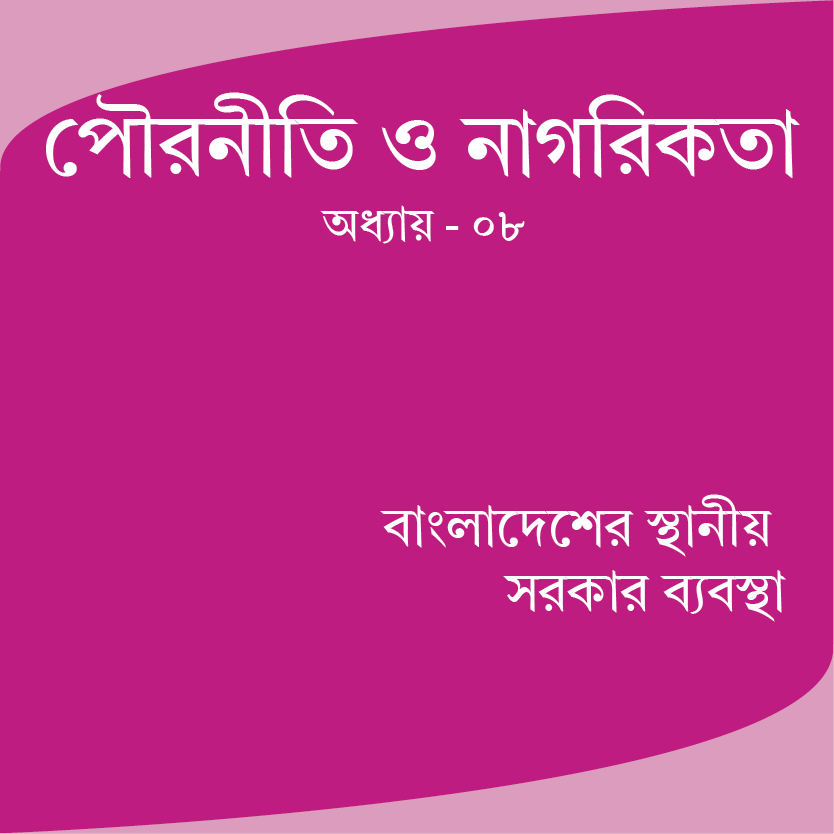 পৌরনীতি ও নাগরিকতা
অধ্যায় - ০৮
বাংলাদেশের স্থানীয়
সরকার ব্যবস্থা